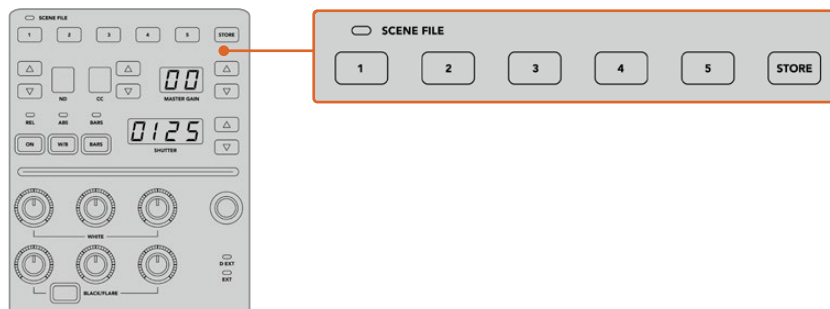 SCENE FILE
1 2 3 4 5 STORE
ND CC MASTER GAIN
00
REL ABS BARS
ON W/B BARS
0125
SHUTTER
WHITE
D EXT
EXT
BLACK/FLARE
SCENE FILE
1 2 3 4 5 STORE